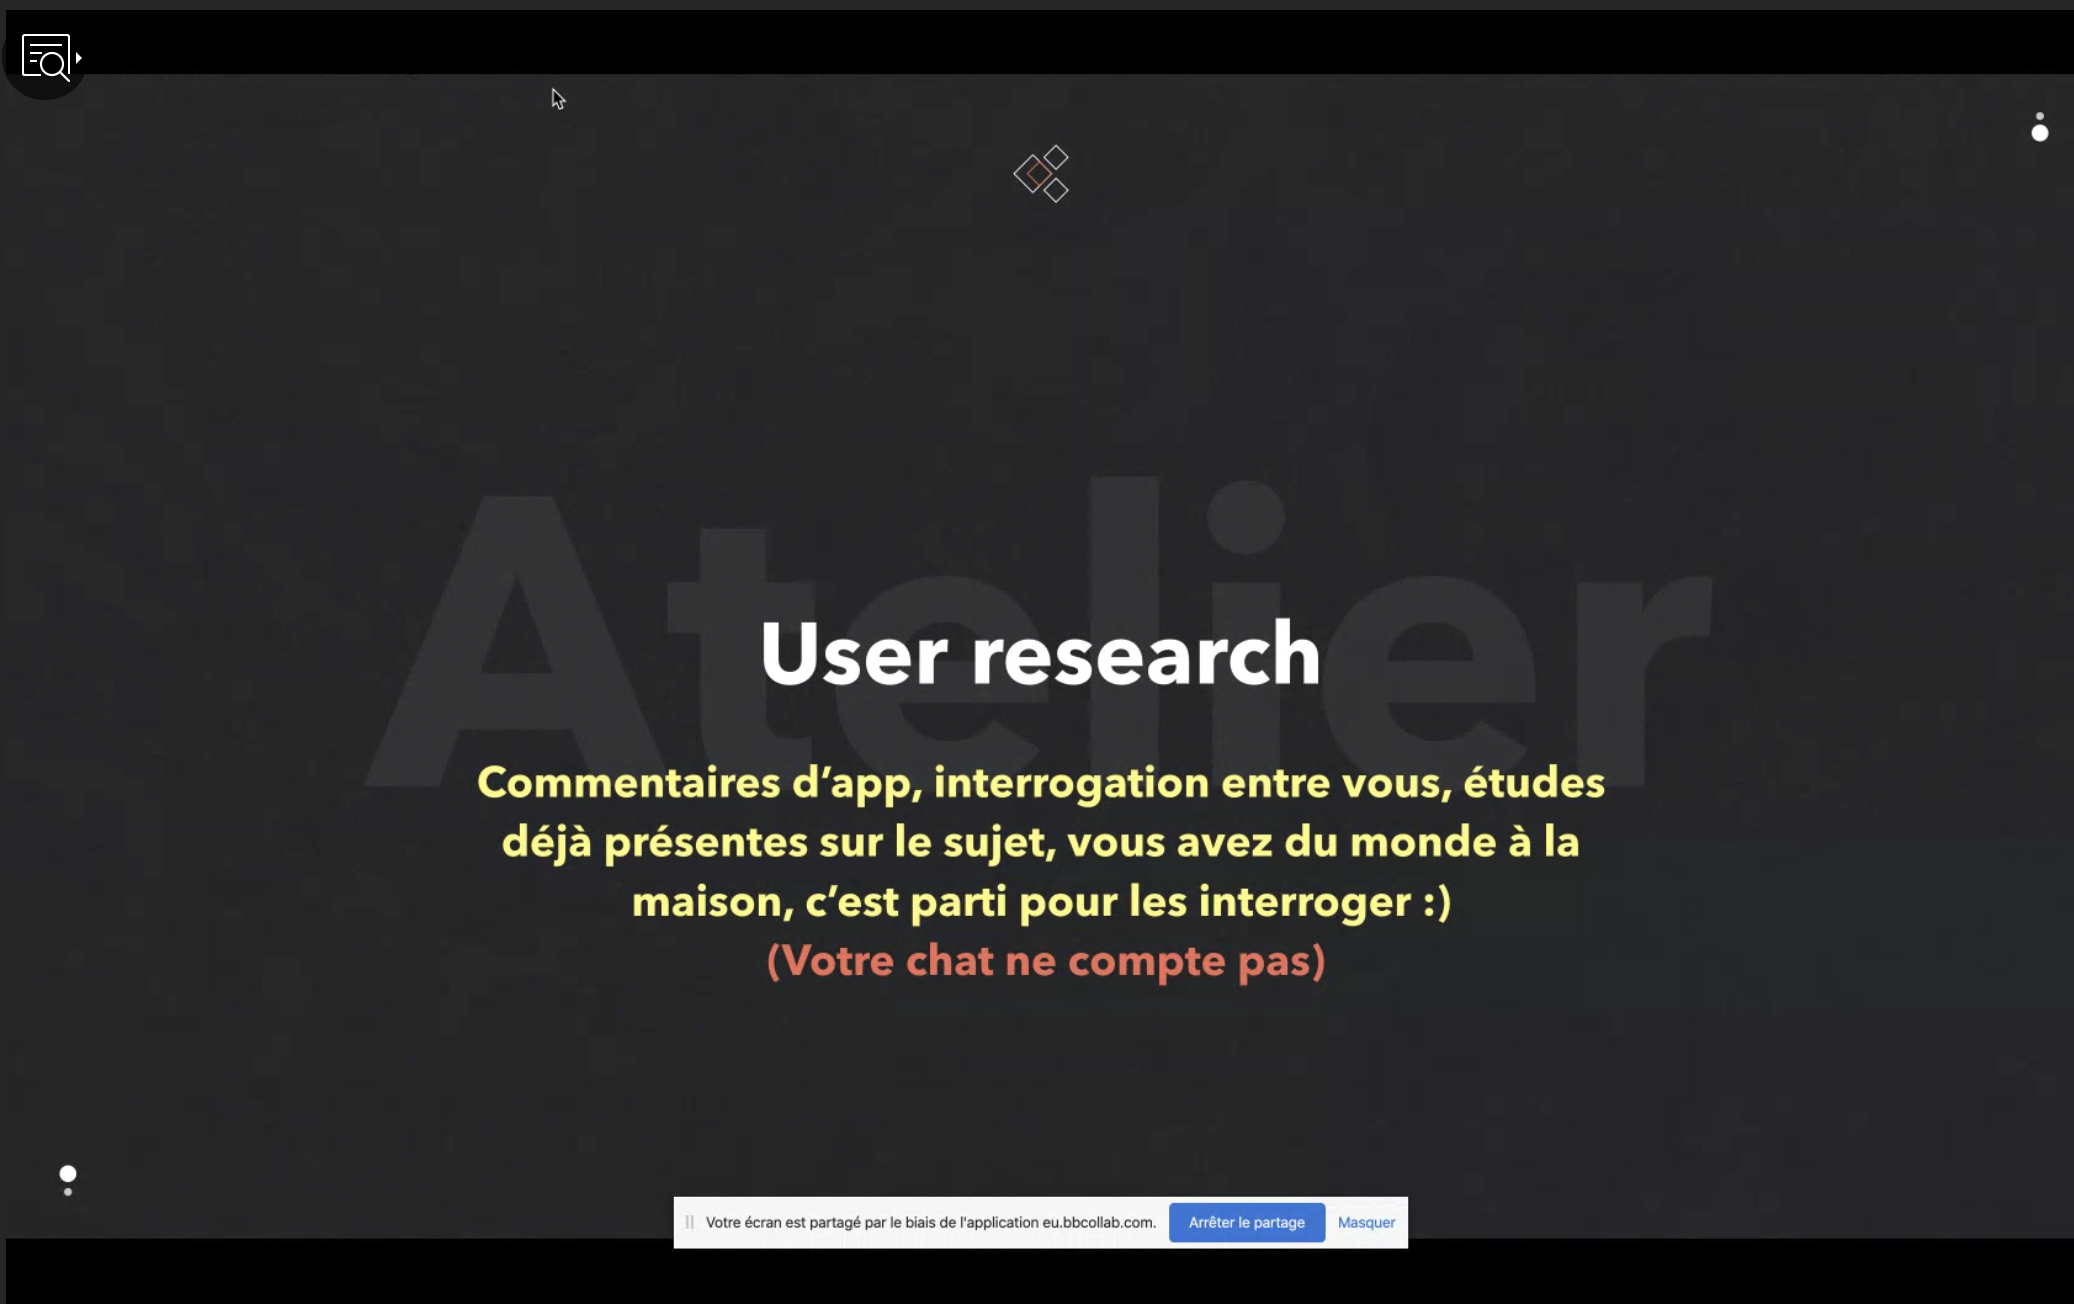 Atelier
User research
Commentaires d’app, interrogation entre vous, études
déjà présentes sur le sujet, vous avez du monde à la
maison, c’est parti pour les interroger :)
(Votre chat ne compte pas)
Votre écran est partagé par le biais de l'application eu.bbcollab.com. Arrêter le partage Masquer